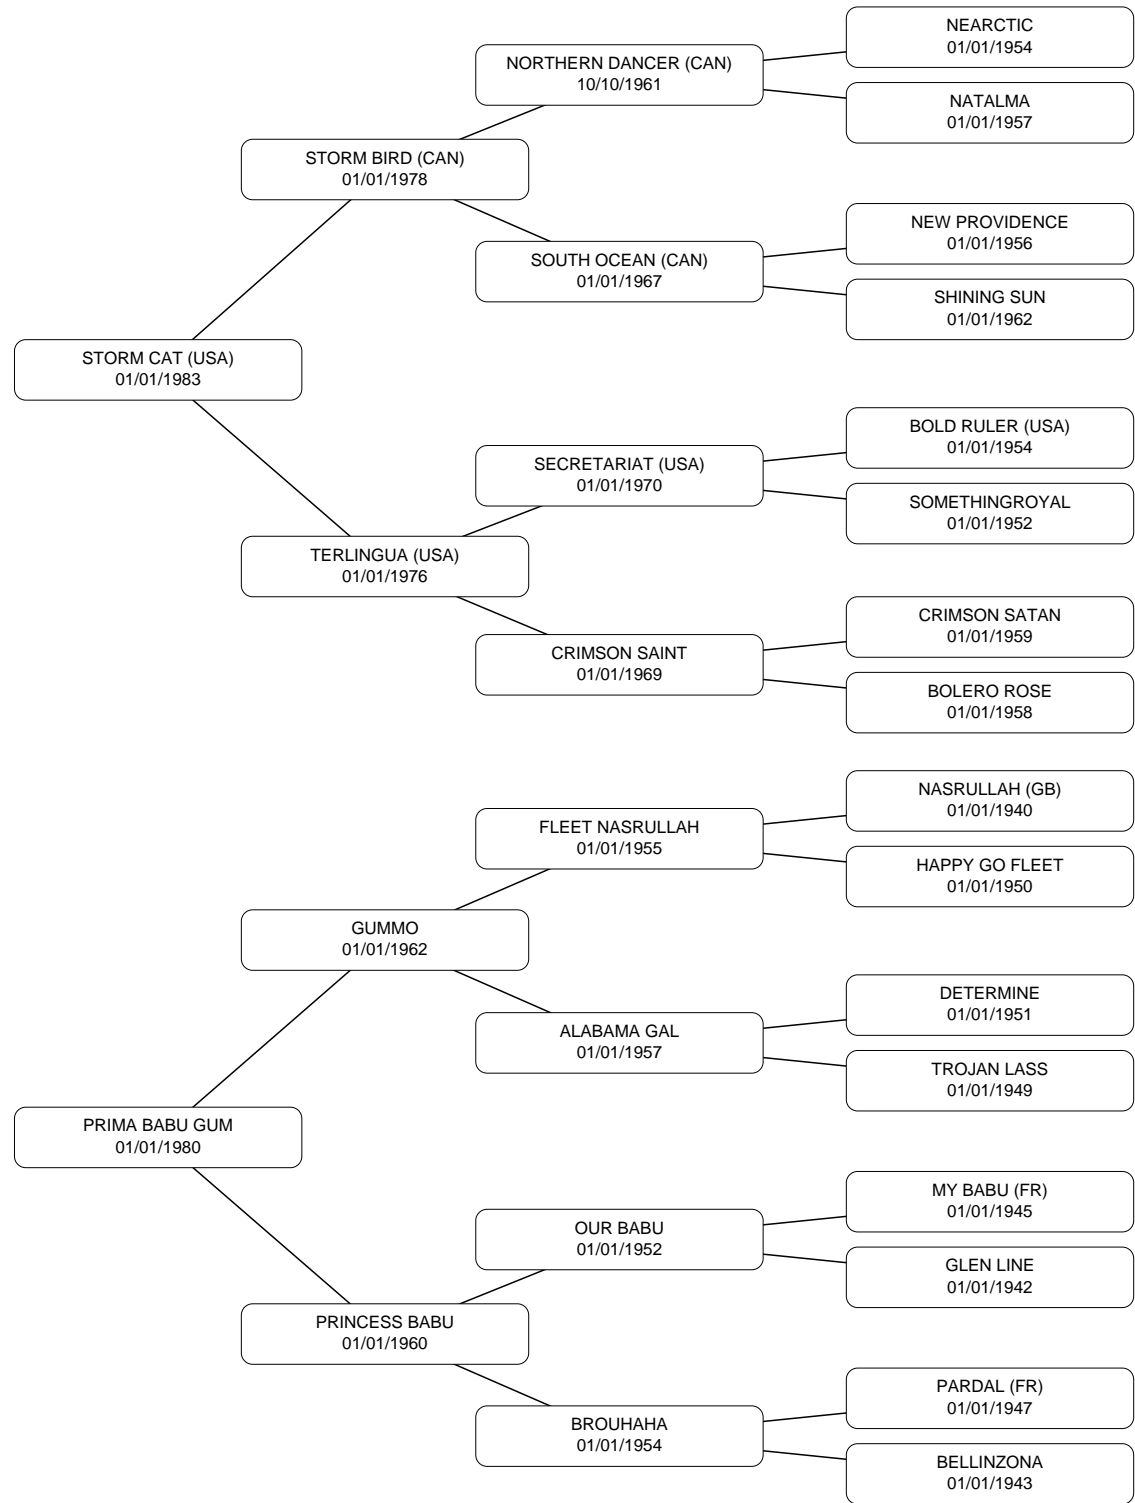 NEARCTIC
01/01/1954
NORTHERN DANCER (CAN)
10/10/1961
NATALMA
01/01/1957
STORM BIRD (CAN)
01/01/1978
NEW PROVIDENCE
01/01/1956
SOUTH OCEAN (CAN)
01/01/1967
SHINING SUN
01/01/1962
STORM CAT (USA)
01/01/1983
BOLD RULER (USA)
01/01/1954
SECRETARIAT (USA)
01/01/1970
SOMETHINGROYAL
01/01/1952
TERLINGUA (USA)
01/01/1976
CRIMSON SATAN
01/01/1959
CRIMSON SAINT
01/01/1969
BOLERO ROSE
01/01/1958
NASRULLAH (GB)
01/01/1940
FLEET NASRULLAH
01/01/1955
HAPPY GO FLEET
01/01/1950
GUMMO
01/01/1962
DETERMINE
01/01/1951
ALABAMA GAL
01/01/1957
TROJAN LASS
01/01/1949
PRIMA BABU GUM
01/01/1980
MY BABU (FR)
01/01/1945
OUR BABU
01/01/1952
GLEN LINE
01/01/1942
PRINCESS BABU
01/01/1960
PARDAL (FR)
01/01/1947
BROUHAHA
01/01/1954
BELLINZONA
01/01/1943